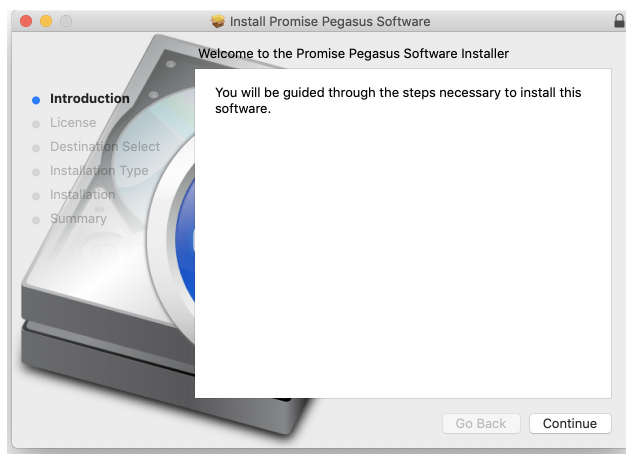 Install Promise Pegasus Software
Welcome to the Promise Pegasus Software Installer
Introduction
License
Destination Select
Installation Type
Installation
Summary
You will be guided through the steps necessary to install this
software.
Go Back
Continue